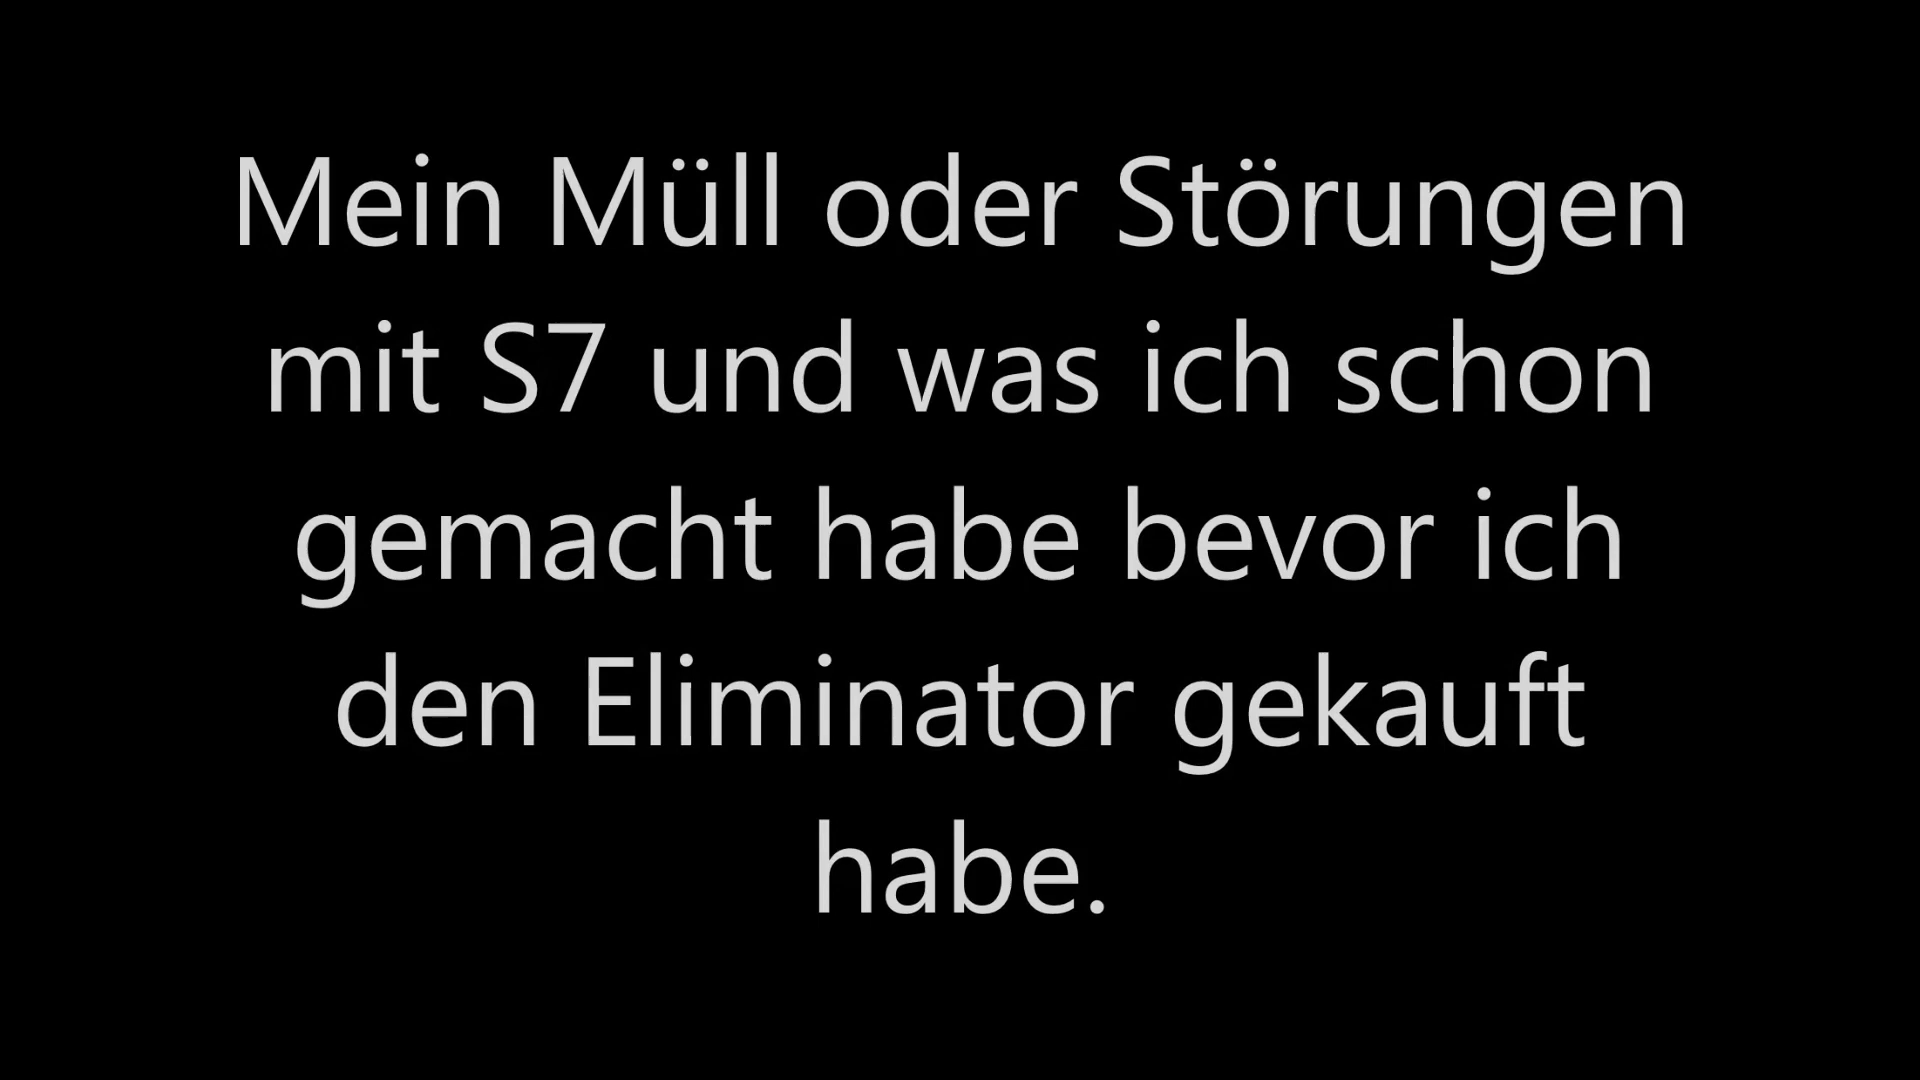 Mein Müll oder Störungen
mit S7 und was ich schon
gemacht habe bevor ich
den Eliminator gekauft
habe.